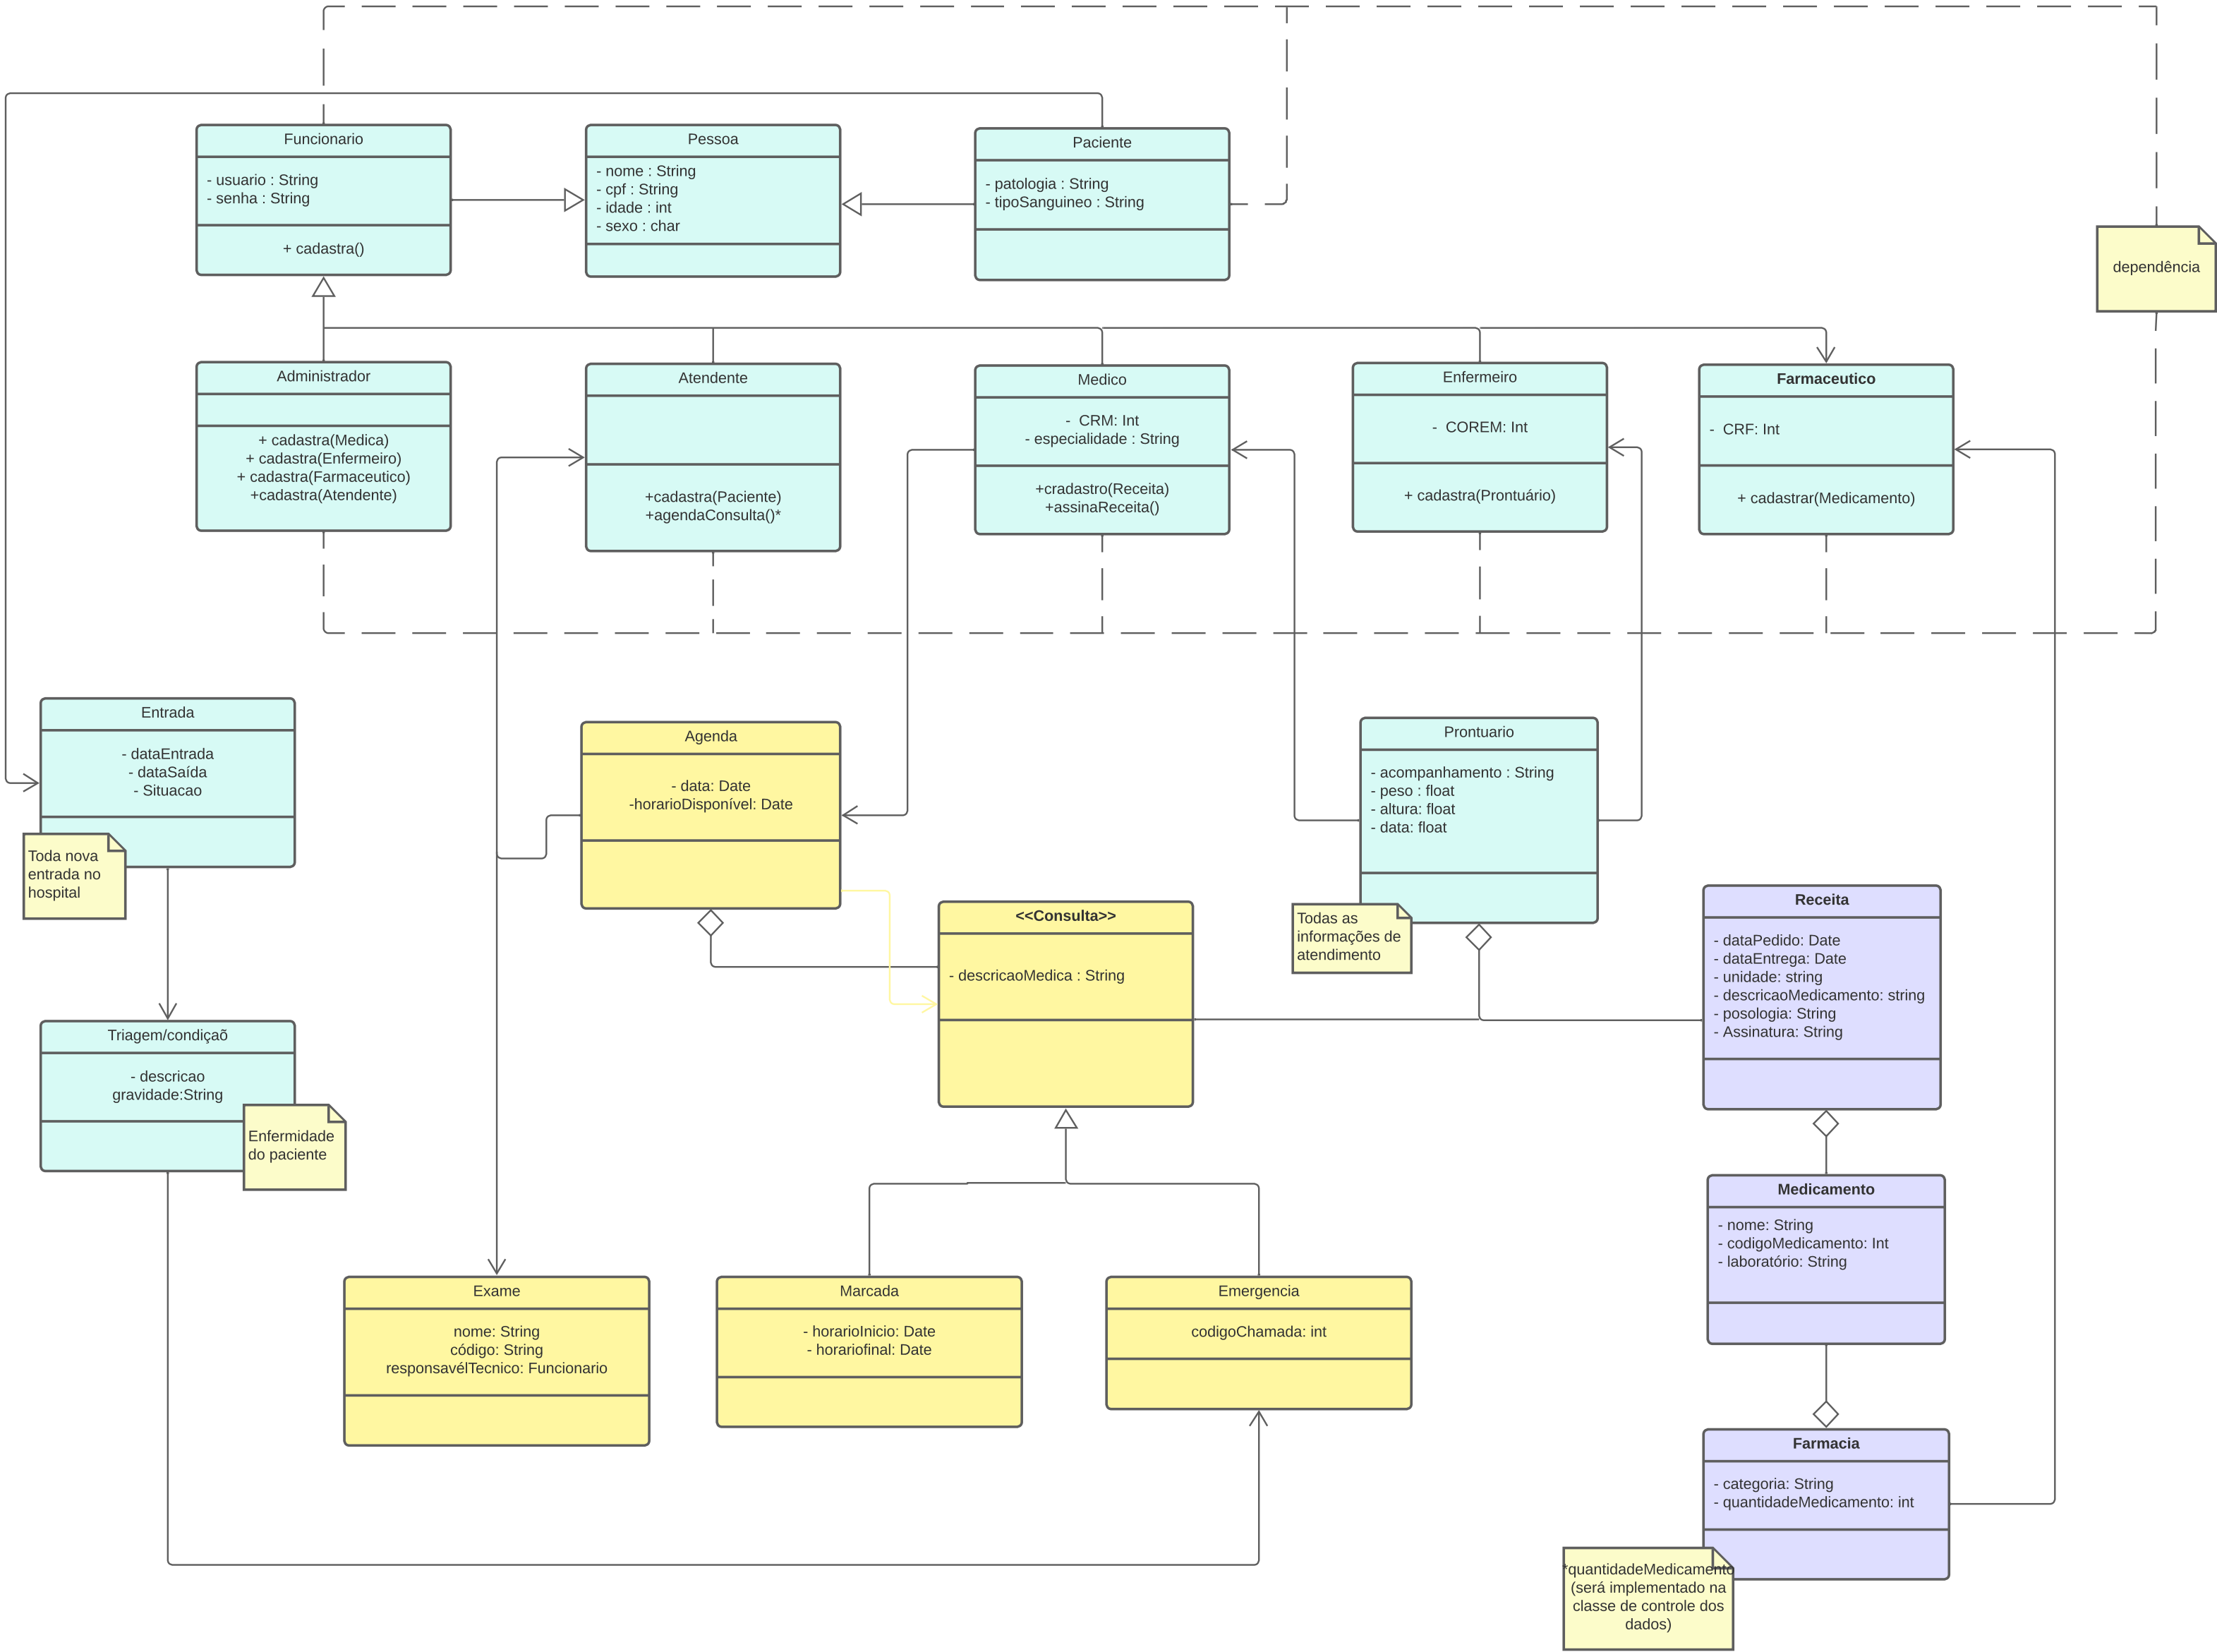 Funcionario
- usuario : String
- senha : String
+ cadastra()
Pessoa
- nome : String
- cpf : String
- idade : int
- sexo : char
Paciente
- patologia : String
- tipoSanguineo : String
dependência
Administrador
+ cadastra(Medica)
+ cadastra(Enfermeiro)
+ cadastra(Farmaceutico)
+cadastra(Atendente)
Atendente
+cadastra(Paciente)
+agendaConsulta()*
Medico
- CRM: Int
- especialidade : String
+cradastro(Receita)
+assinaReceita()
Enfermeiro
- COREM: Int
+ cadastra(Prontuário)
Farmaceutico
- CRF: Int
+ cadastrar(Medicamento)
Entrada
- dataEntrada
- dataSaída
- Situacao
Toda nova
entrada no
hospital
Agenda
- data: Date
-horarioDisponível: Date
Prontuario
- acompanhamento : String
- peso : float
- altura: float
- data: float
Todas as
informações de
atendimento
<<Consulta>>
- descricaoMedica : String
Receita
- dataPedido: Date
- dataEntrega: Date
- unidade: string
- descricaoMedicamento: string
- posologia: String
- Assinatura: String
Triagem/condiçaõ
- descricao
gravidade:String
Enfermidade
do paciente
Medicamento
- nome: String
- codigoMedicamento: Int
- laboratório: String
Exame
nome: String
código: String
responsavélTecnico: Funcionario
Marcada
- horarioInicio: Date
- horariofinal: Date
Emergencia
codigoChamada: int
Farmacia
- categoria: String
- quantidadeMedicamento: int
*quantidadeMedicamento
(será implementado na
classe de controle dos
dados)